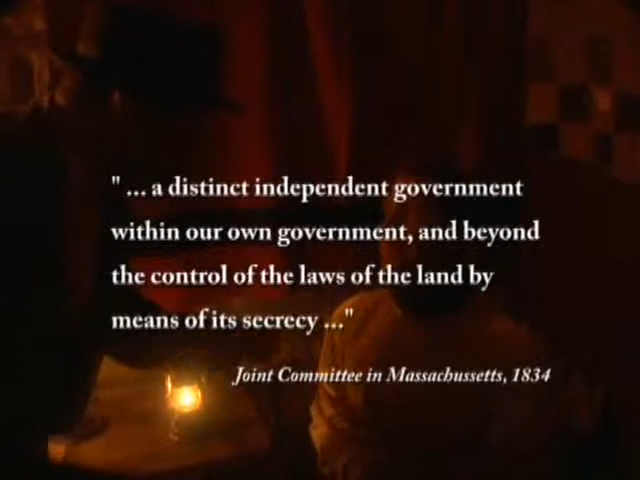 " ... a distinct independent government
within our own government, and beyond
the control of the laws of the land by
means of its secrecy ..."
Joint Committee in Massachussetts, 1834